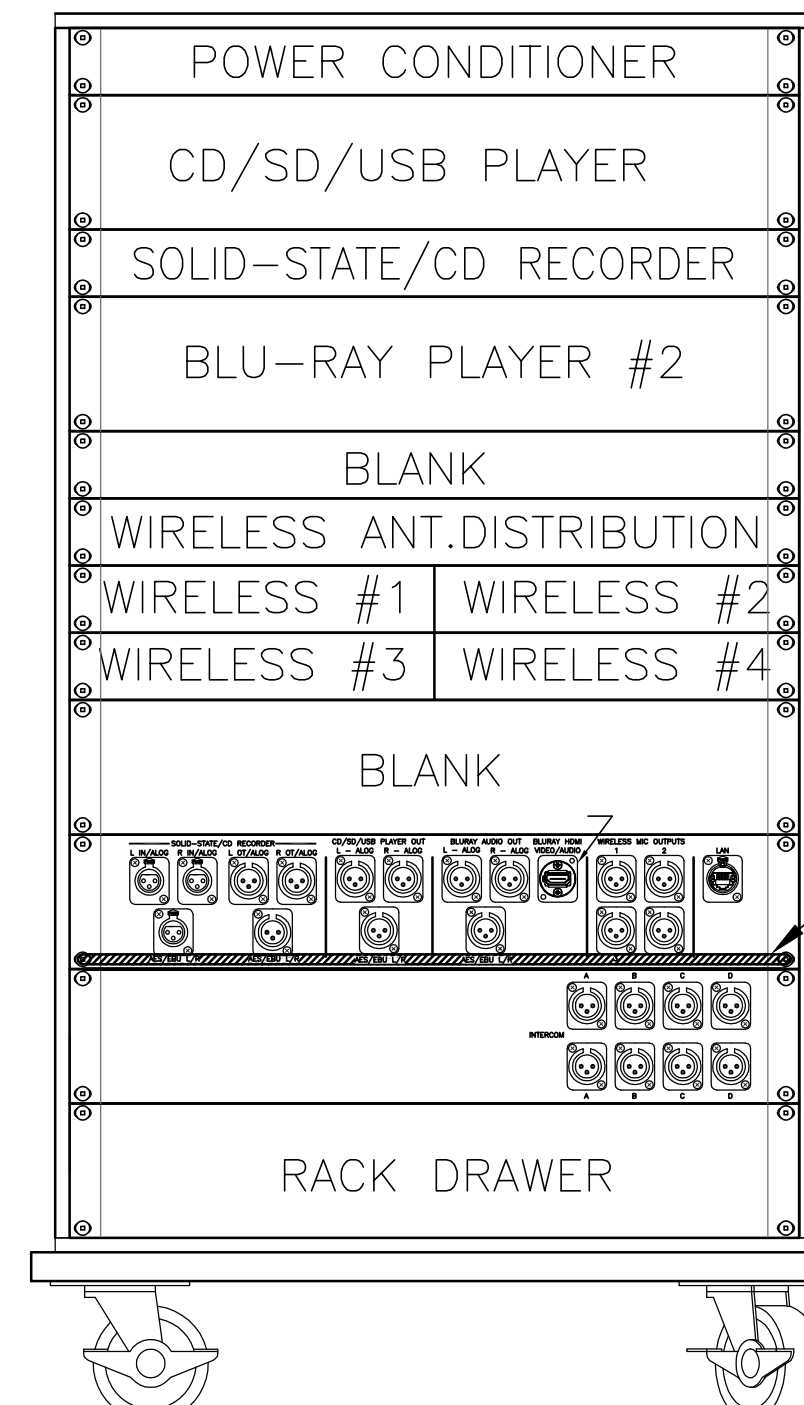 POWER CONDITIONER
CD/SD/USB PLAYER
SOLID-STATE/CD RECORDER
BLU-RAY PLAYER #2
BLANK
WIRELESS ANT.DISTRIBUTION
WIRELESS #1 WIRELESS #2
WIRELESS #3 WIRELESS #4
BLANK
SOLID-STATE/CD RECORDER CD/SD/USB PLAYER OUT BLURAY AUDIO OUT BLURAY HDMI WIRELESS MIC OUTPUTS
L IN/ALOG R IN/ALOG L OT/ALOG R OT/ALOG L - ALOG R - ALOG L - ALOG R - ALOG VIDEO/AUDIO 1 2 LAN
AES/EBU L/R AES/EBU L/R AES/EBU L/R AES/EBU L/R
A B C D
INTERCOM
A B C D
RACK DRAWER